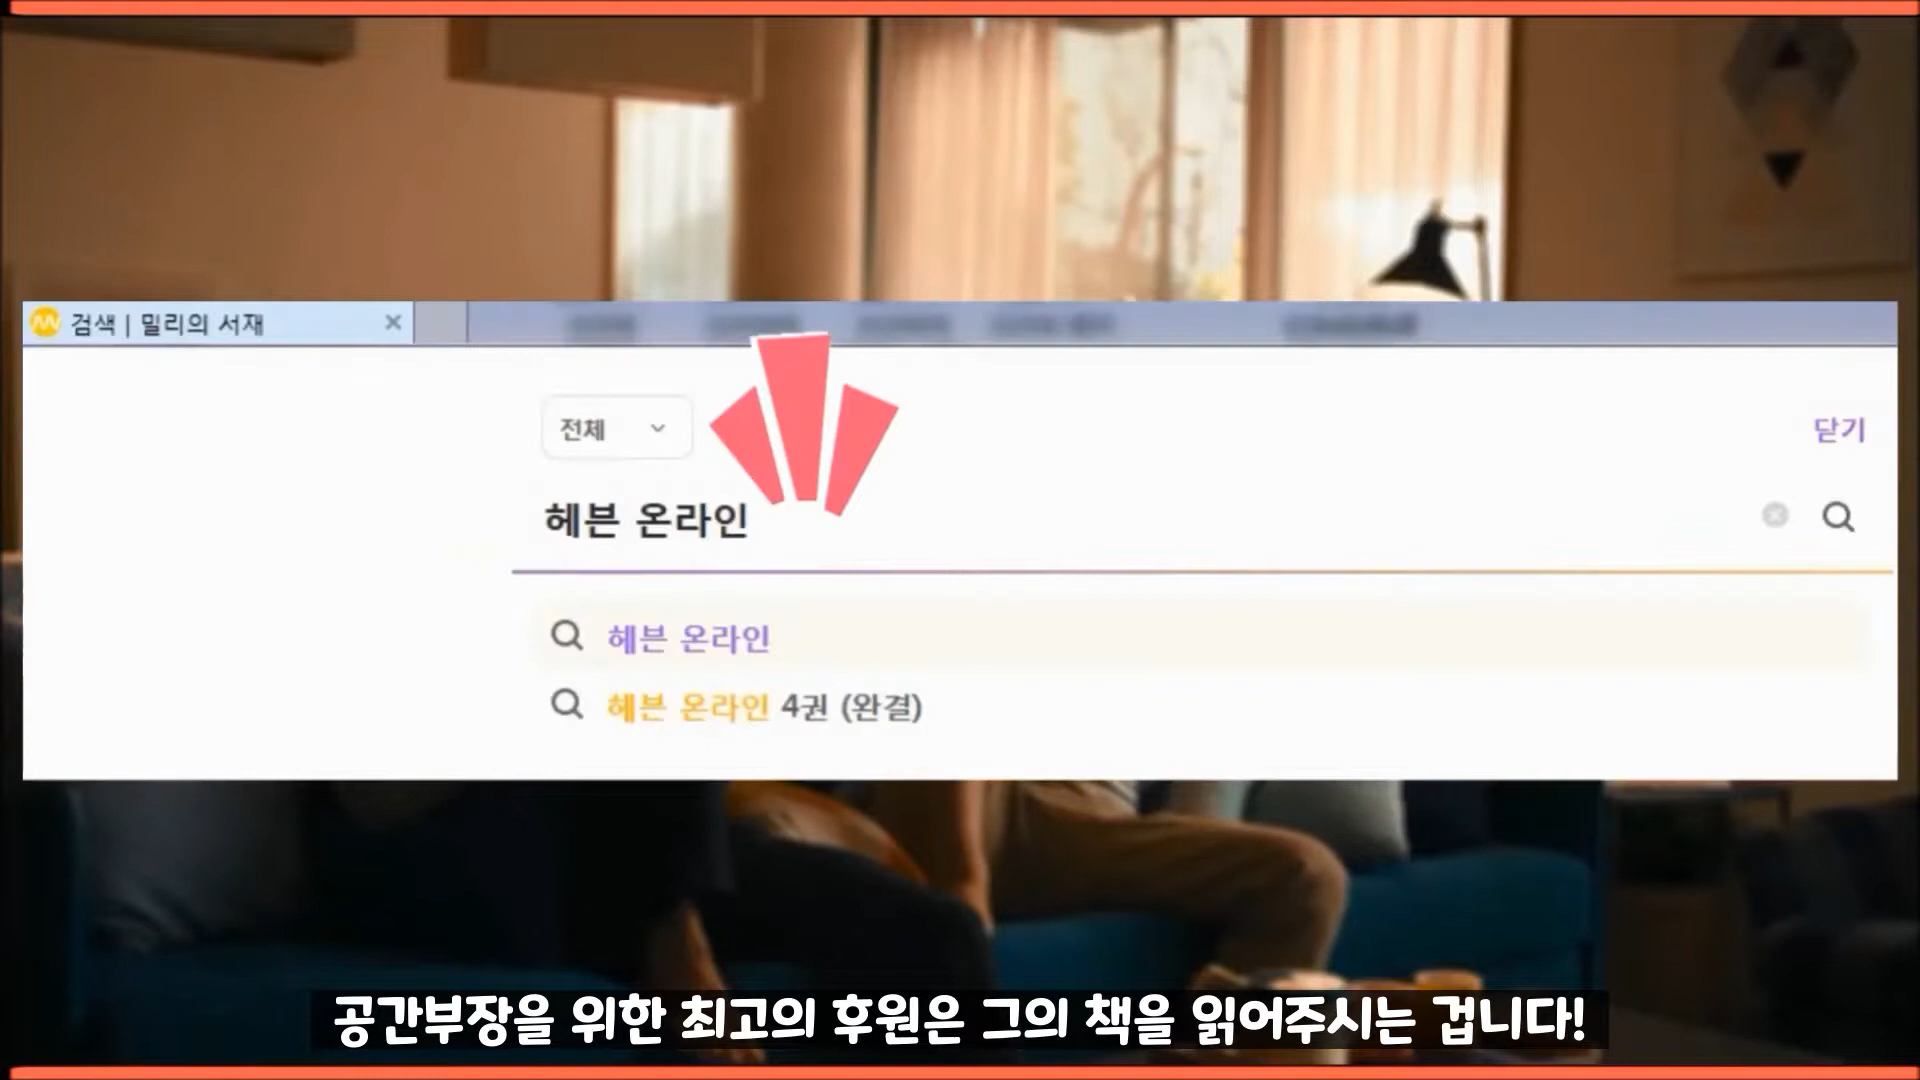 검색 | 밀리의 서재
전체
닫기
헤븐 온라인
헤븐 온라인
헤븐 온라인 4권 (완결)
공간부장을 위한 최고의 후원은 그의 책을 읽어주시는 겁니다!